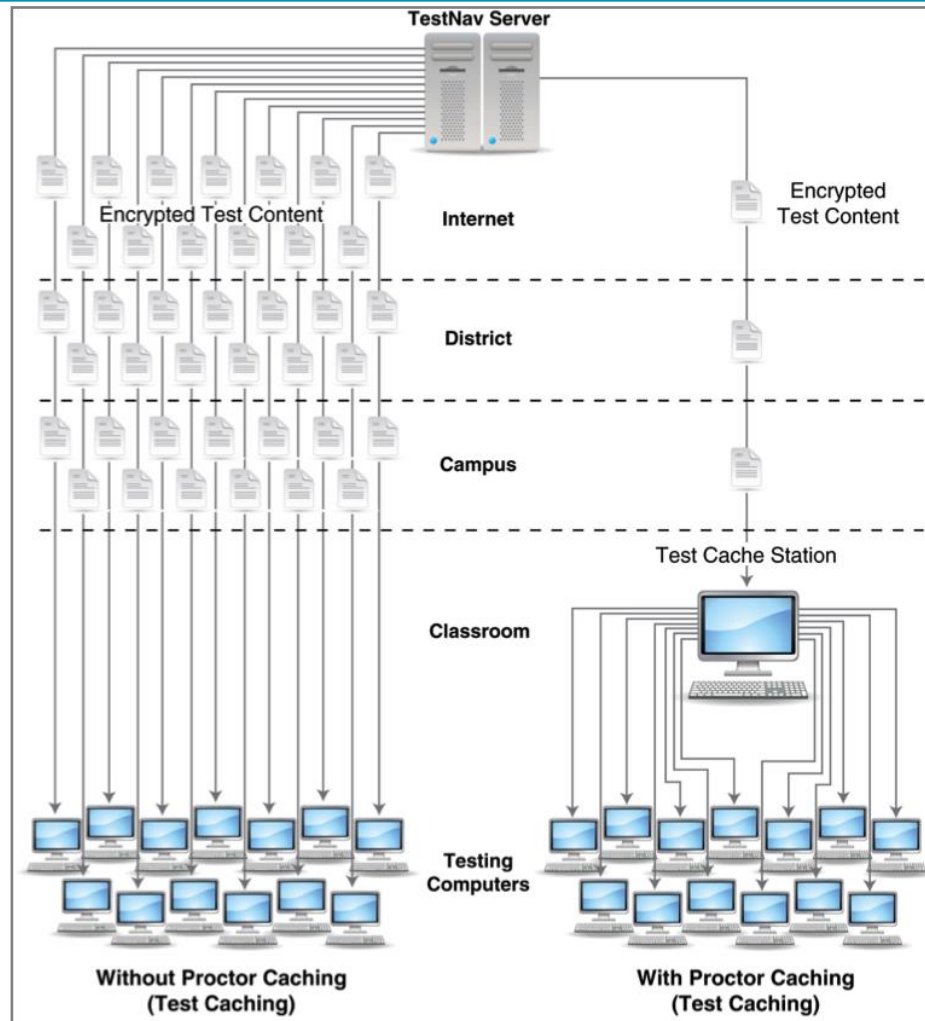 TestNav Server
Encrypted Test Content
Encrypted
Test Content
Internet
District
Campus
Test Cache Station
Classroom
Testing
Computers
Without Proctor Caching
(Test Caching)
With Proctor Caching
(Test Caching)